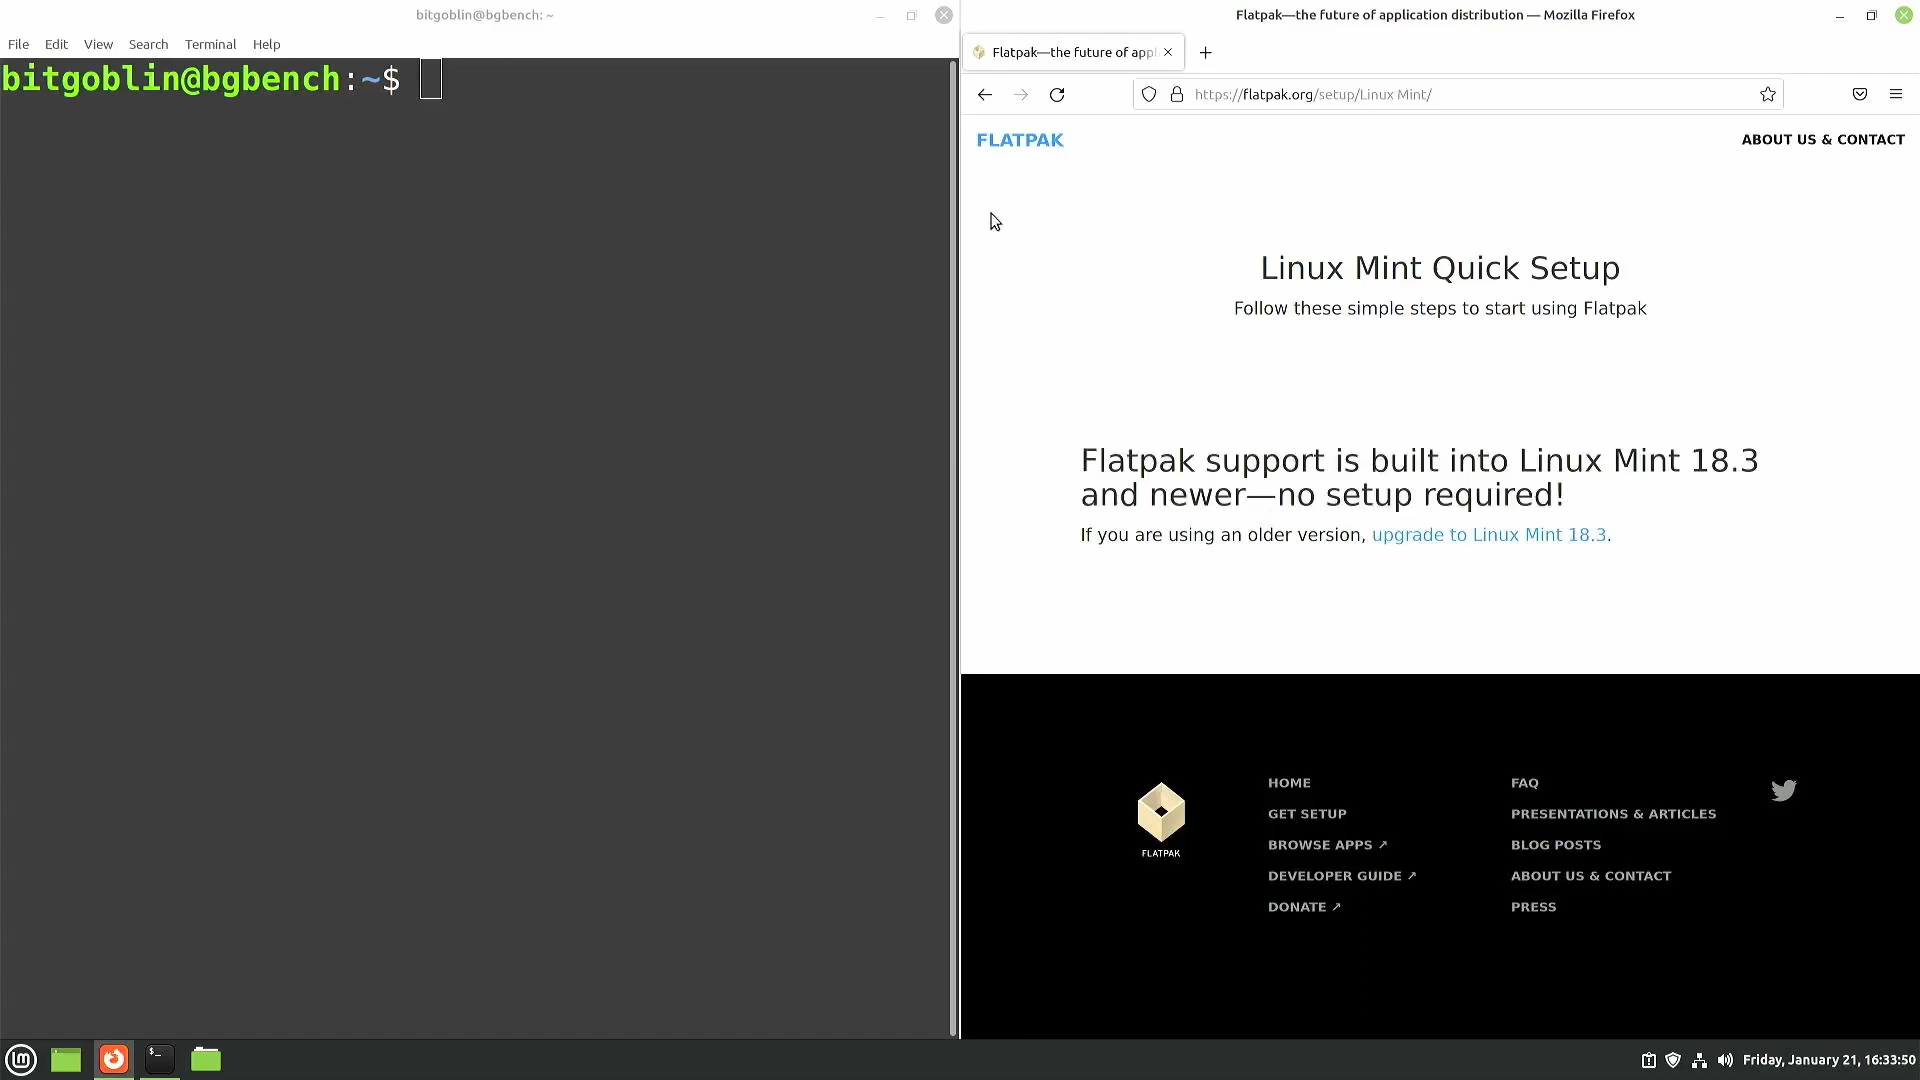 bitgoblin@bgbench: ~
File Edit View Search Terminal Help
bitgoblin@bgbench:~$
Flatpak—the future of application distribution — Mozilla Firefox
Flatpak—the future of appl
https://flatpak.org/setup/Linux Mint/
FLATPAK
ABOUT US & CONTACT
Linux Mint Quick Setup
Follow these simple steps to start using Flatpak
Flatpak support is built into Linux Mint 18.3
and newer—no setup required!
If you are using an older version, upgrade to Linux Mint 18.3.
FLATPAK
HOME
GET SETUP
BROWSE APPS ↗
DEVELOPER GUIDE ↗
DONATE ↗
FAQ
PRESENTATIONS & ARTICLES
BLOG POSTS
ABOUT US & CONTACT
PRESS
Friday, January 21, 16:33:50